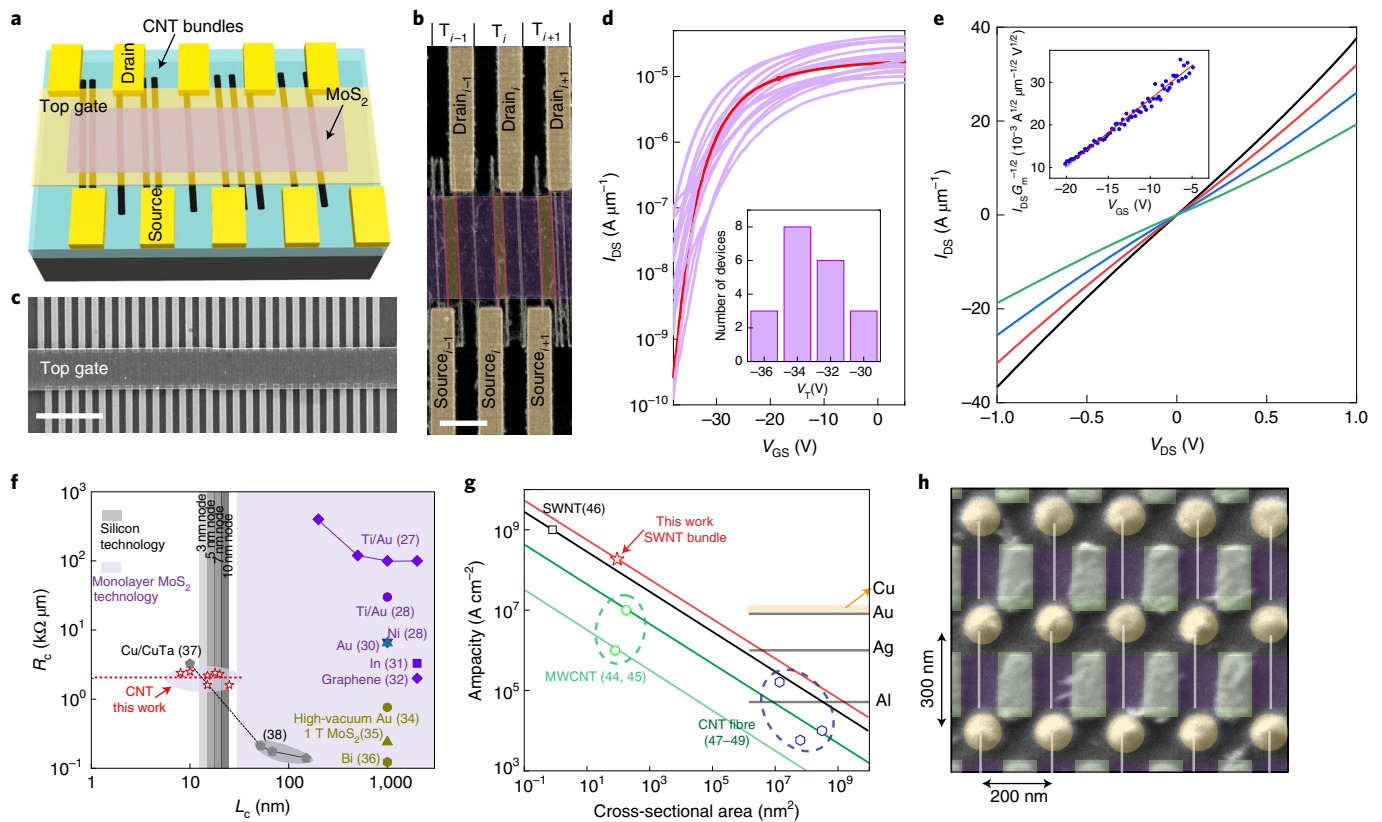 a
CNT bundles
Drain
Top gate
MoS2
Source
b
Ti−1 Ti Ti+1
Draini−1
Draini
Draini+1
Sourcei−1
Sourcei
Sourcei+1
c
Top gate
d
IDS (A μm−1)
10−5
10−6
10−7
10−8
10−9
10−10
−30 −20 −10 0
VGS (V)
Number of devices
8
6
4
2
0
−36 −34 −32 −30
VT(V)
e
IDS (A μm−1)
40
20
0
−20
−40
−1.0 −0.5 0 0.5 1.0
VDS (V)
IDSGm−1/2 (10−3 A1/2 μm−1/2 V1/2)
30
20
10
−20 −15 −10 −5
VGS (V)
f
Rc (kΩ μm)
103
102
101
100
10−1
1 10 100 1,000
Lc (nm)
Silicon
technology
Monolayer MoS2
technology
3 nm node
5 nm node
7 nm node
10 nm node
Ti/Au (27)
Ti/Au (28)
Ni (28)
Au (30)
In (31)
Graphene (32)
Cu/CuTa (37)
CNT
this work
(38)
High-vacuum Au (34)
1 T MoS2(35)
Bi (36)
g
Ampacity (A cm−2)
109
107
105
103
10−1 101 103 105 107 109
Cross-sectional area (nm2)
SWNT(46)
This work
SWNT bundle
MWCNT (44, 45)
CNT fibre
(47–49)
Cu
Au
Ag
Al
h
300 nm
200 nm